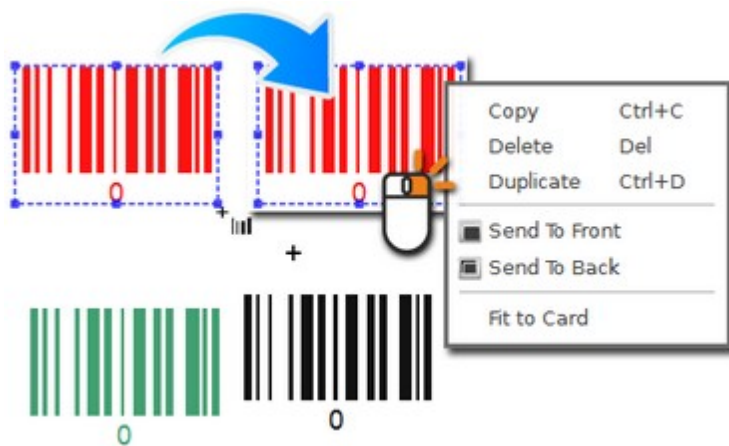 0
0
Copy Ctrl+C
Delete Del
Duplicate Ctrl+D
Send To Front
Send To Back
Fit to Card
0
0